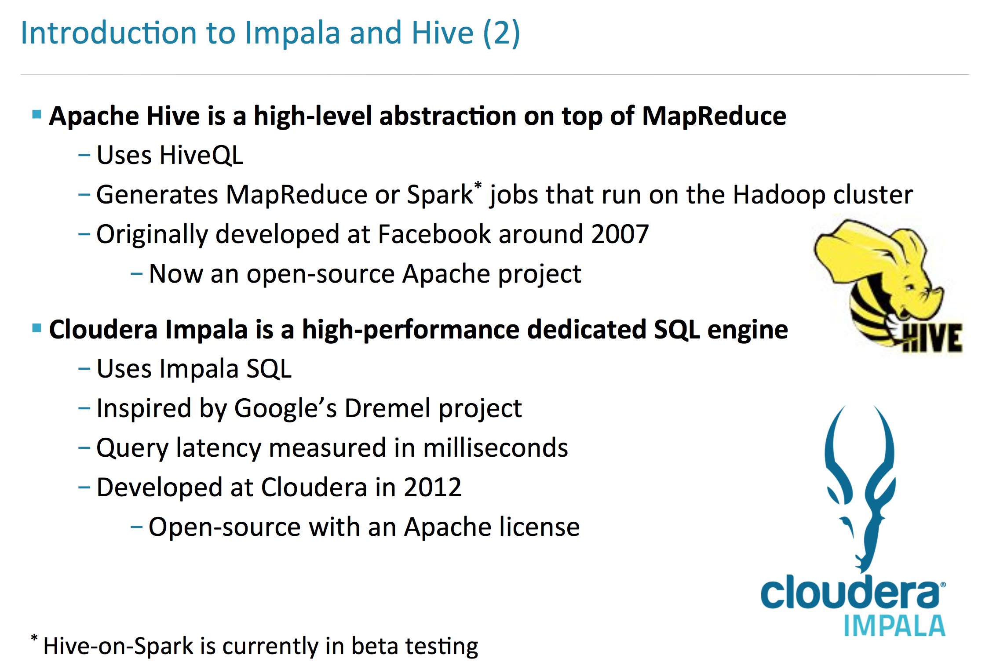 Introduction to Impala and Hive (2)
▪ Apache Hive is a high-level abstraction on top of MapReduce
– Uses HiveQL
– Generates MapReduce or Spark* jobs that run on the Hadoop cluster
– Originally developed at Facebook around 2007
– Now an open-source Apache project
HIVE
▪ Cloudera Impala is a high-performance dedicated SQL engine
– Uses Impala SQL
– Inspired by Google’s Dremel project
– Query latency measured in milliseconds
– Developed at Cloudera in 2012
– Open-source with an Apache license
cloudera®
IMPALA
* Hive-on-Spark is currently in beta testing